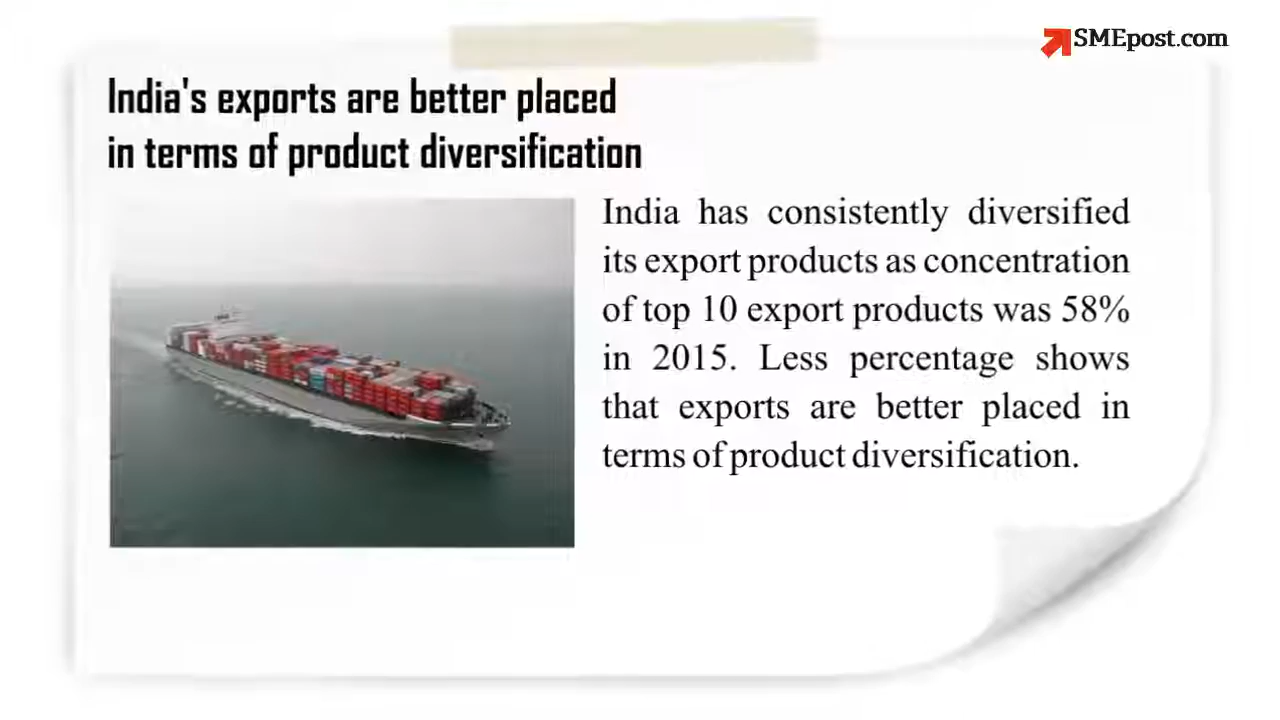 SMEpost.com
India's exports are better placed
in terms of product diversification
India has consistently diversified
its export products as concentration
of top 10 export products was 58%
in 2015. Less percentage shows
that exports are better placed in
terms of product diversification.